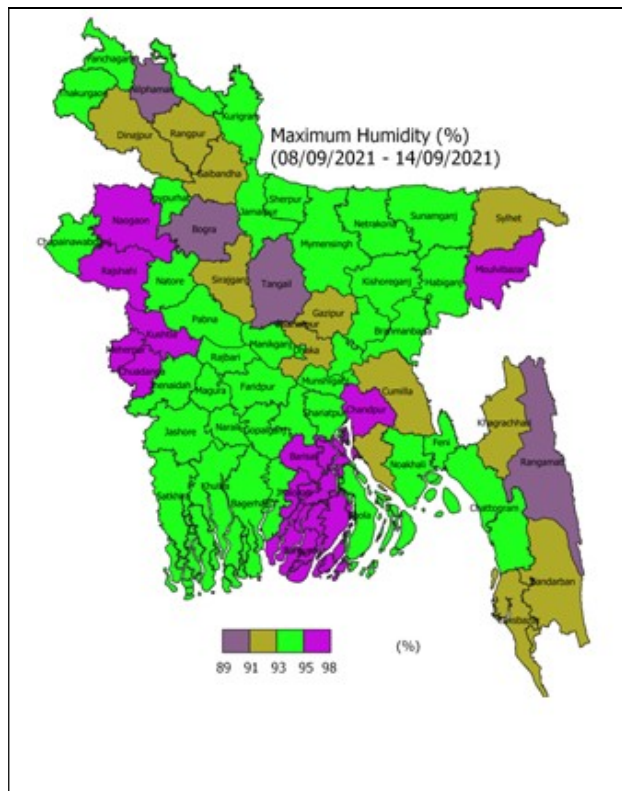 Panchagarh
Thakurgaon
Nilphamari
Kurigram
Dinajpur
Rangpur
Maximum Humidity (%)
(08/09/2021 - 14/09/2021)
Gaibandha
Sherpur
Jamalpur
Naogaon
Bogra
Netrakona
Sunamganj
Sylhet
Mymensingh
Chapainawabganj
Rajshahi
Natore
Sirajganj
Tangail
Kishoreganj
Habiganj
Moulvibazar
Pabna
Gazipur
Kushtia
Meherpur
Manikganj
Dhaka
Brahmanbaria
Rajbari
Chuadanga
Magura
Faridpur
Munshiganj
Cumilla
Shariatpur
Chandpur
Jashore
Narail
Gopalganj
Khagrachhari
Feni
Barisal
Noakhali
Rangamati
Satkhira
Khulna
Bagerhat
Bhola
Chattogram
Bandarban
(%)
89 91 93 95 98